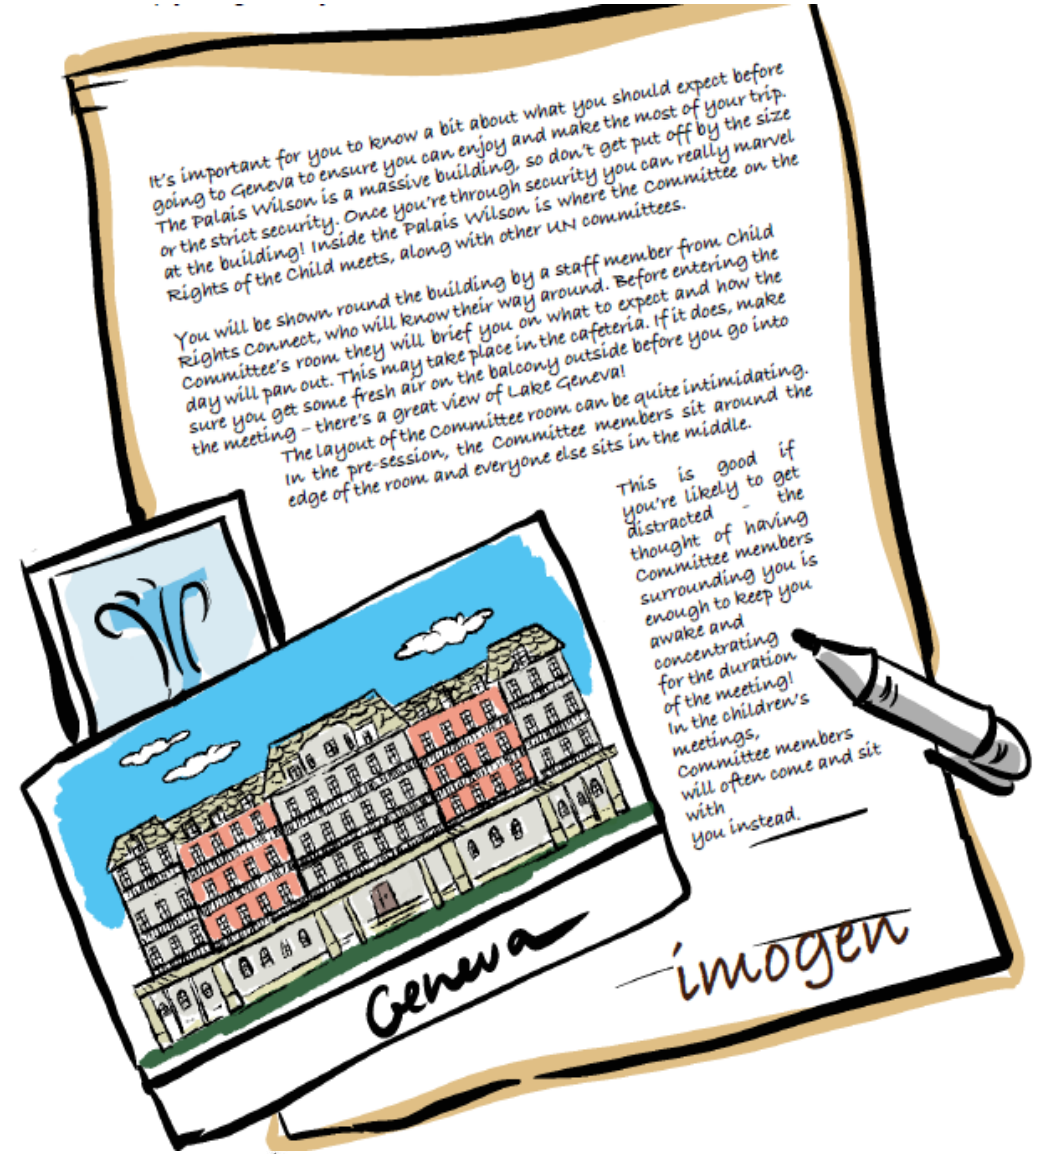 It's important for you to know a bit about what you should expect before
going to Geneva to ensure you can enjoy and make the most of your trip.
The Palais Wilson is a massive building, so don't get put off by the size
or the strict security. Once you're through security you can really marvel
at the building! Inside the Palais Wilson is where the Committee on the
Rights of the Child meets, along with other UN committees.
You will be shown round the building by a staff member from Child
Rights Connect, who will know their way around. Before entering the
Committee's room they will brief you on what to expect and how the
day will pan out. This may take place in the cafeteria. If it does, make
sure you get some fresh air on the balcony outside before you go into
the meeting – there's a great view of Lake Geneva!
The layout of the Committee room can be quite intimidating.
In the pre-session, the Committee members sit around the
edge of the room and everyone else sits in the middle.
This is good if
you're likely to get
distracted - the
thought of having
Committee members
surrounding you is
enough to keep you
awake and
concentrating
for the duration
of the meeting!
In the children's
meetings,
Committee members
will often come and sit
with
you instead.
Geneva
imogen